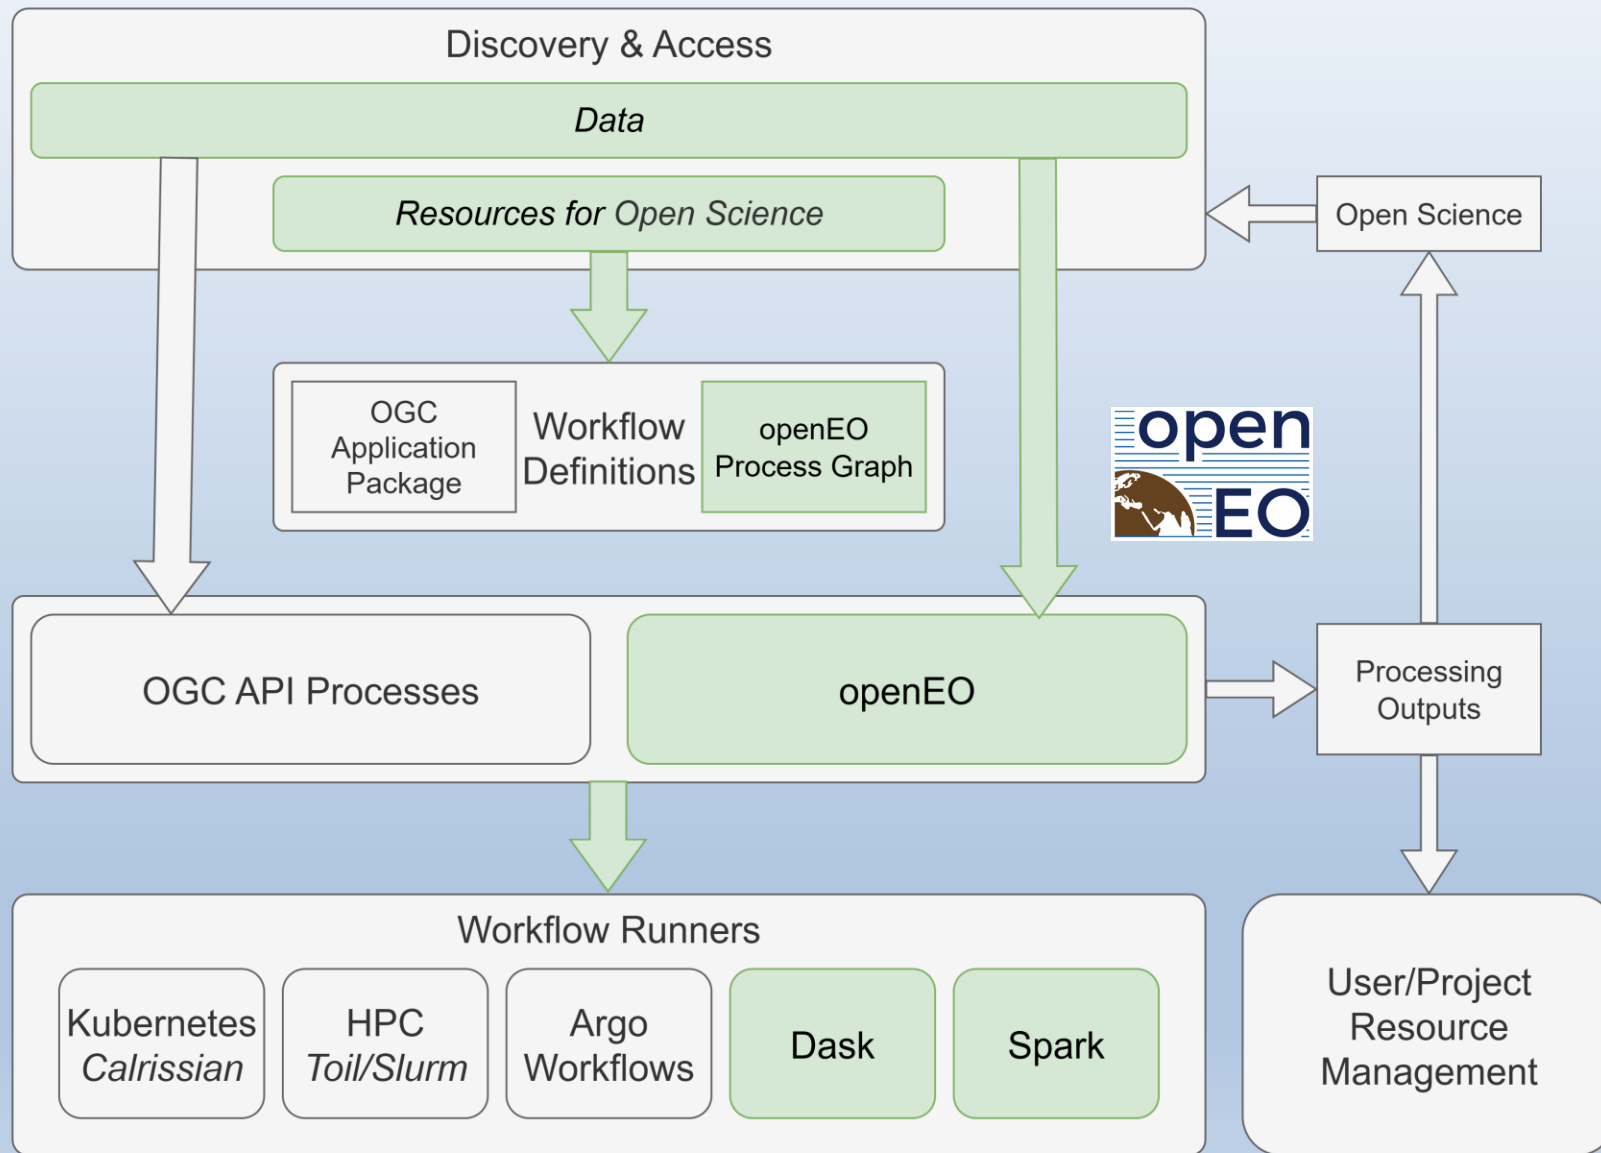 Discovery & Access
Data
Resources for Open Science
Open Science
OGC
Application
Package
Workflow
Definitions
openEO
Process Graph
open
EO
OGC API Processes
openEO
Processing
Outputs
Workflow Runners
Kubernetes
Calrissian
HPC
Toil/Slurm
Argo
Workflows
Dask
Spark
User/Project
Resource
Management